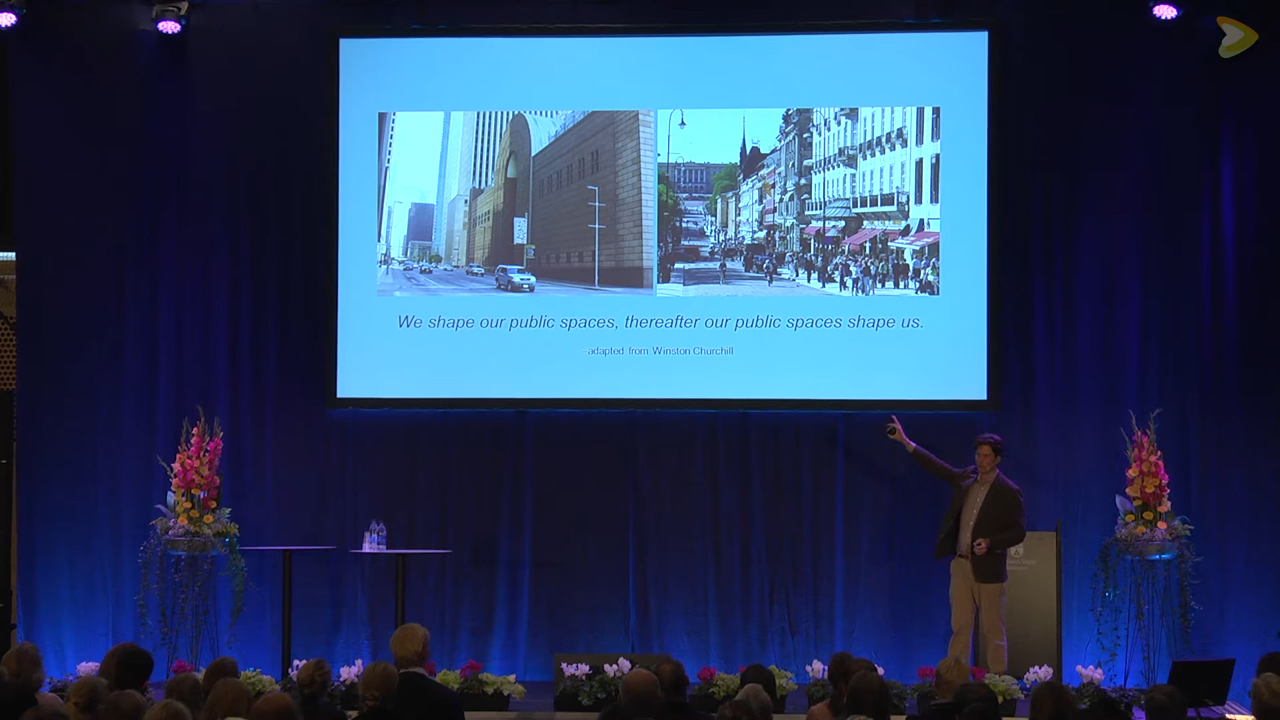 We shape our public spaces, thereafter our public spaces shape us.
–adapted from Winston Churchill